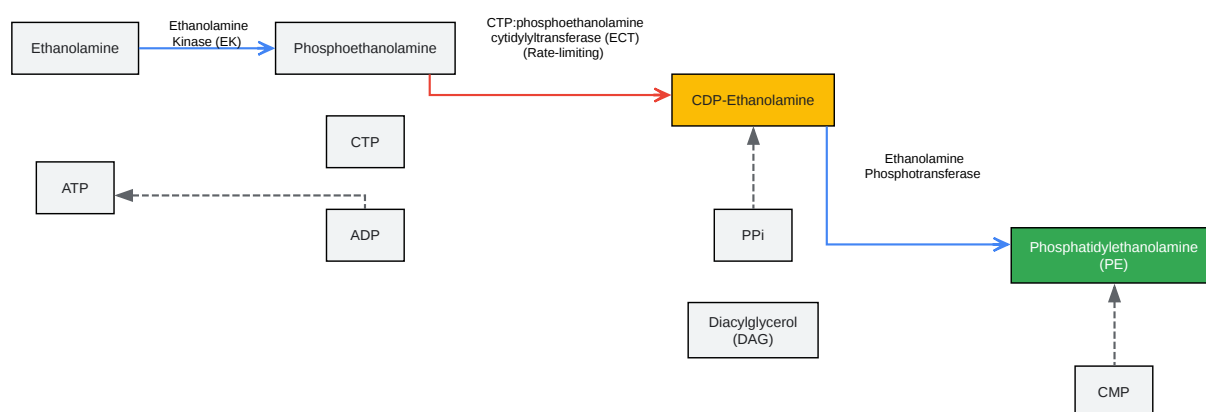 Ethanolamine
Ethanolamine
Kinase (EK)
Phosphoethanolamine
CTP:phosphoethanolamine
cytidylyltransferase (ECT)
(Rate-limiting)
CDP-Ethanolamine
CTP
ATP
ADP
PPi
Ethanolamine
Phosphotransferase
Phosphatidylethanolamine
(PE)
Diacylglycerol
(DAG)
CMP